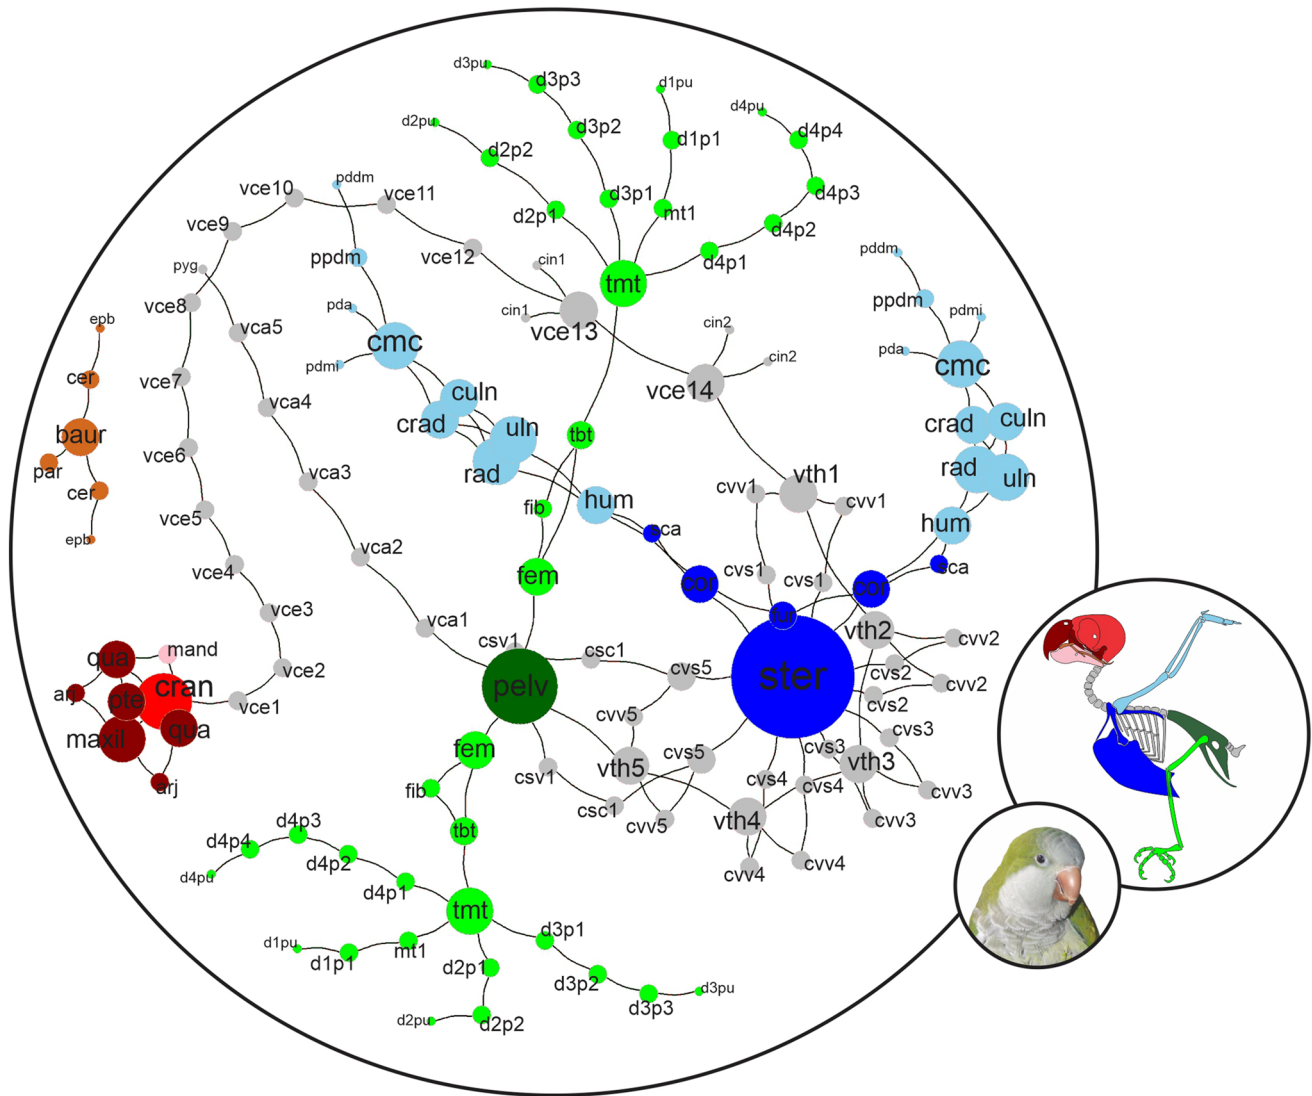 d3pu
d3p3
d1pu
d4pu
d2pu
d3p2
d1p1
d4p4
d2p2
pddm
vce10
vce11
d3p1
d4p3
d2p1
mt1
vce9
d4p2
ppdm
vce12
cin1
d4p1
pddm
pyg
tmt
vce8
pda
cin1
vce13
cin2
ppdm
pdmi
epb
vca5
cmc
pdmi
vce14
cin2
pda
cmc
cer
vce7
vca4
culn
crad
uln
culn
crad
baur
tbt
par
vce6
vca3
rad
vth1
rad
uln
cer
vce5
fib
hum
cvv1
cvv1
hum
epb
vca2
sca
sca
vce4
fem
cor
cvs1
cvs1
cor
vce3
vca1
fur
vth2
mand
csv1
csc1
cvv2
qua
vce2
cvs5
ster
cvs2
cvv2
arj
pte
cran
vce1
pelv
cvs2
maxil
qua
cvv5
cvs3
fem
csv1
vth5
cvs5
cvs3
vth3
arj
fib
csc1
cvv5
cvs4
cvs4
cvv3
vth4
cvv3
tbt
d4p3
d4p4
d4p2
cvv4
cvv4
d4pu
d4p1
tmt
d1pu
d1p1
mt1
d3p1
d2p1
d3p2
d3pu
d3p3
d2pu
d2p2